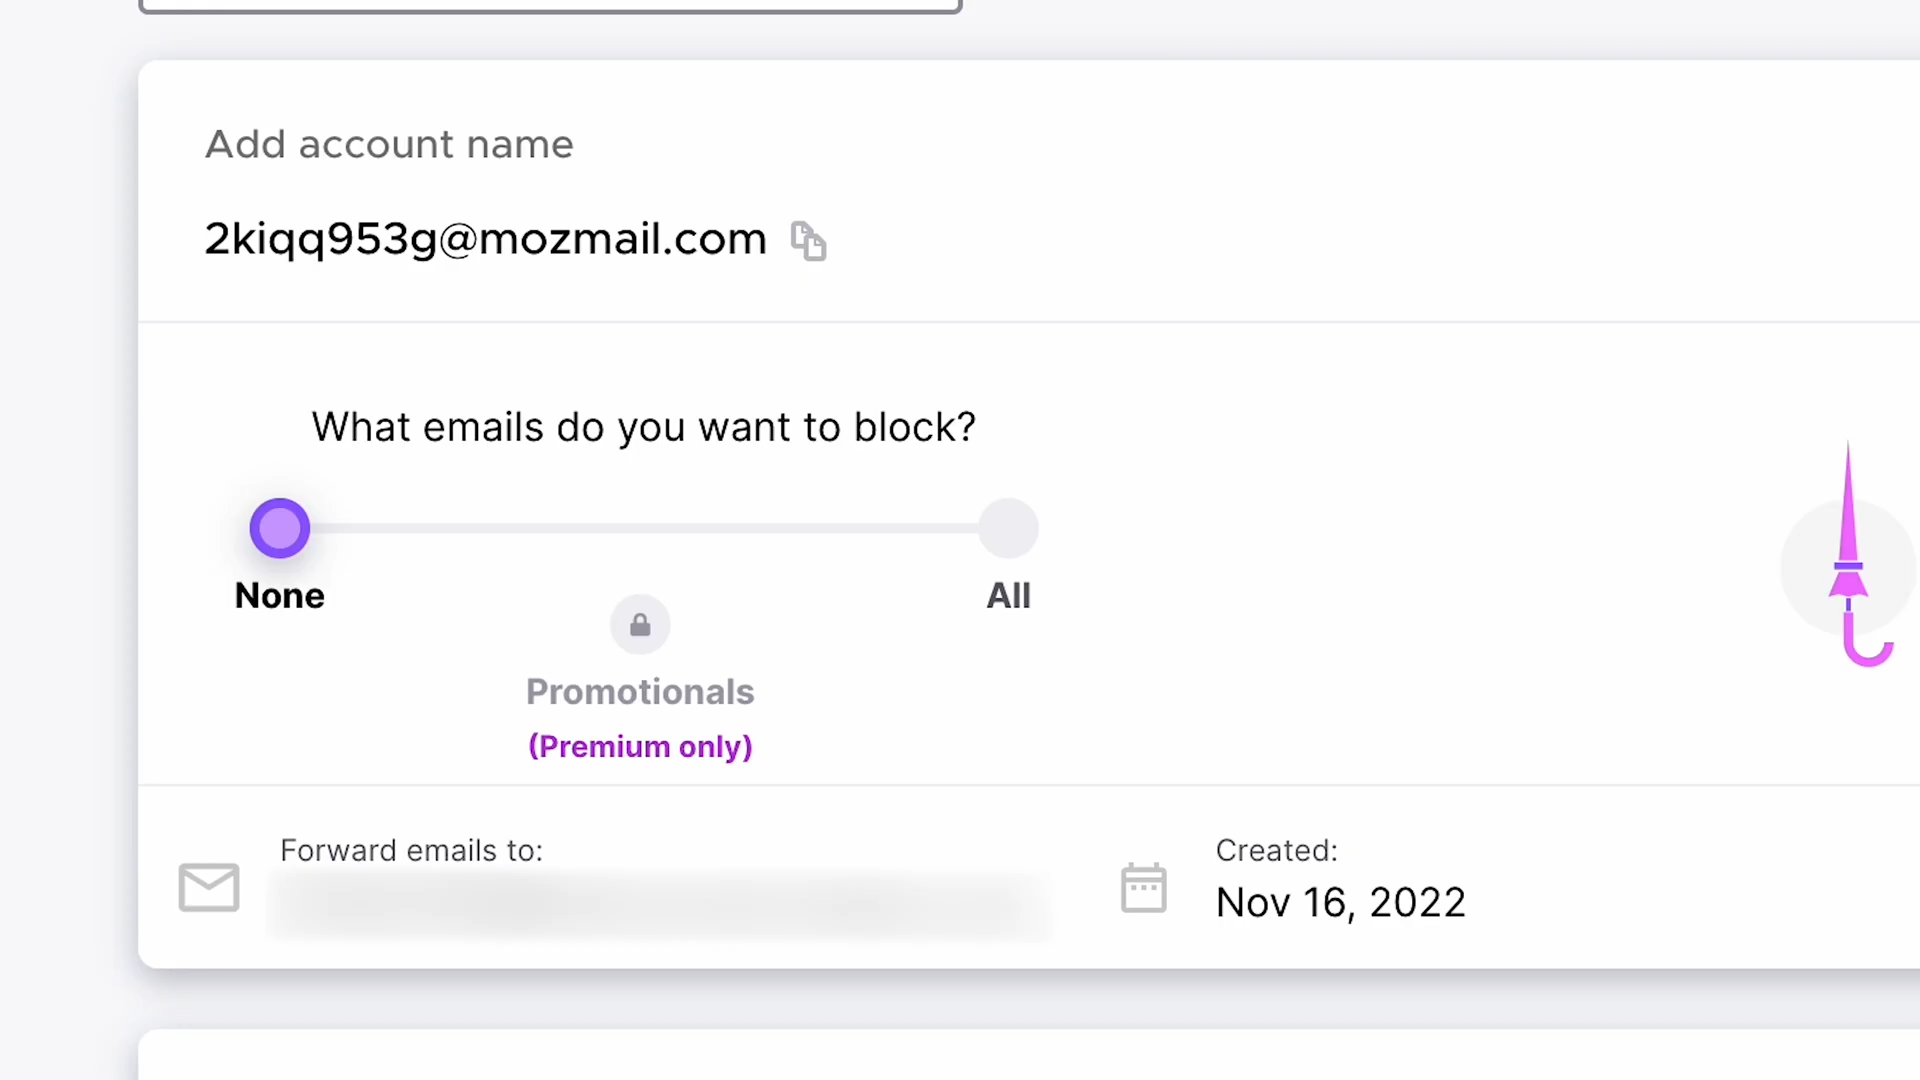 Add account name
2kiqq953g@mozmail.com
What emails do you want to block?
None
All
Promotionals
(Premium only)
Forward emails to:
Created:
Nov 16, 2022